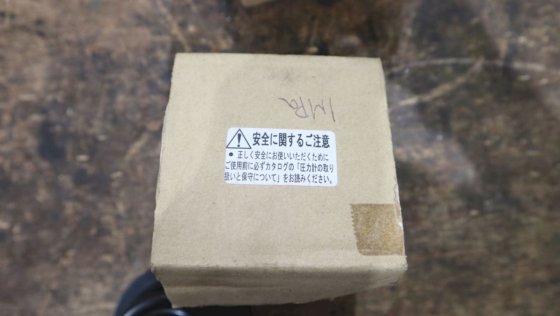 1MPa
安全に関するご注意
● 正しく安全にお使いいただくために
ご使用前に必ずカタログの「圧力計の取り
扱いと保守について」をお読みください。